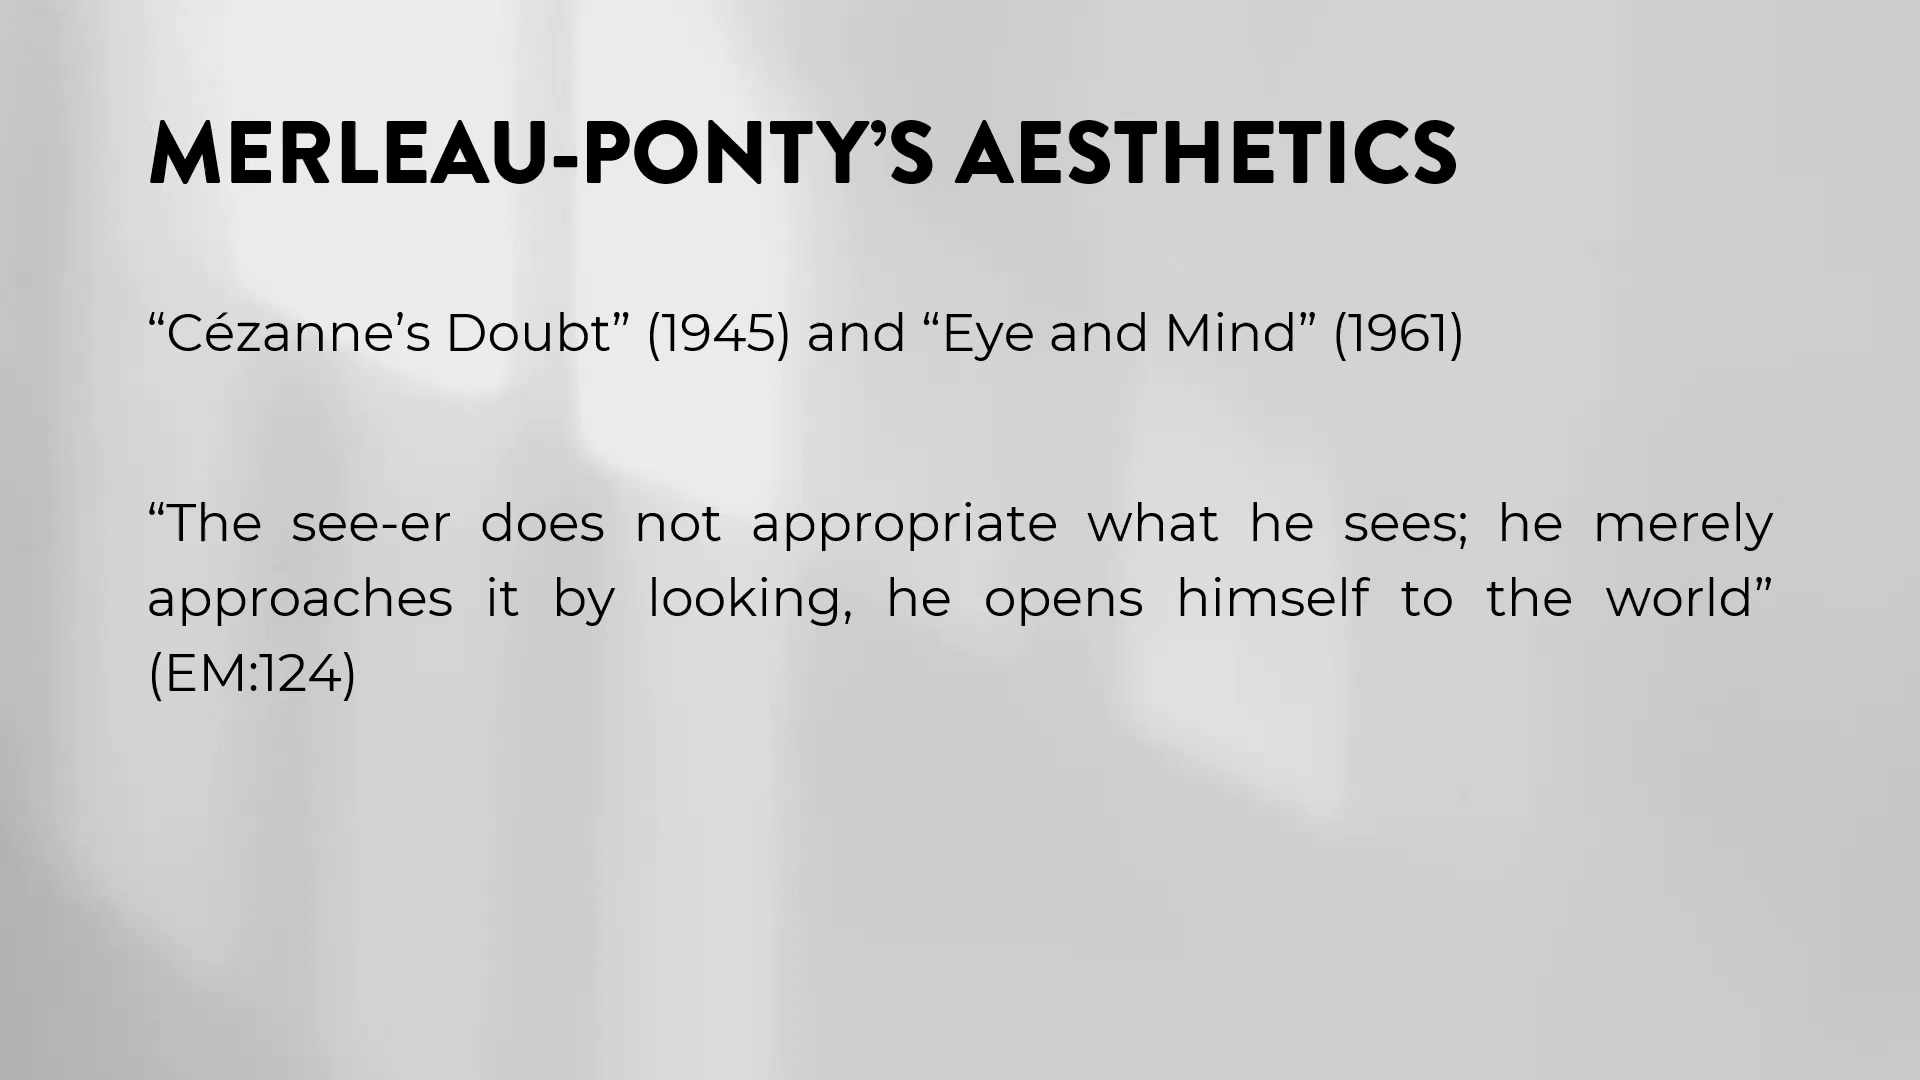 MERLEAU-PONTY’S AESTHETICS
“Cézanne’s Doubt” (1945) and “Eye and Mind” (1961)
“The see-er does not appropriate what he sees; he merely
approaches it by looking, he opens himself to the world”
(EM:124)